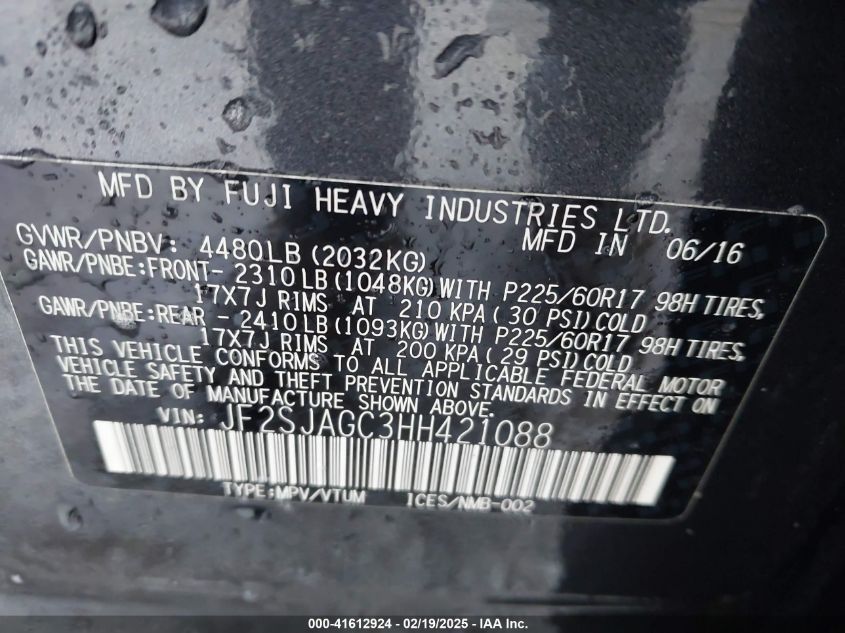 MFD BY FUJI HEAVY INDUSTRIES LTD.
MFD IN 06/16
GVWR/PNBV: 4480LB (2032KG)
GAWR/PNBE:FRONT- 2310LB (1048KG) WITH P225/60R17 98H TIRES,
17X7J RIMS AT 210 KPA ( 30 PSI) COLD
GAWR/PNBE:REAR - 2410LB (1093KG) WITH P225/60R17 98H TIRES,
17X7J RIMS AT 200 KPA ( 29 PSI) COLD
THIS VEHICLE CONFORMS TO ALL APPLICABLE FEDERAL MOTOR
VEHICLE SAFETY AND THEFT PREVENTION STANDARDS IN EFFECT ON
THE DATE OF MANUFACTURE SHOWN ABOVE.
VIN: JF2SJAGC3HH421088
TYPE:MPV/VTUM ICES/NMB-002
000-41612924 - 02/19/2025 - IAA Inc.